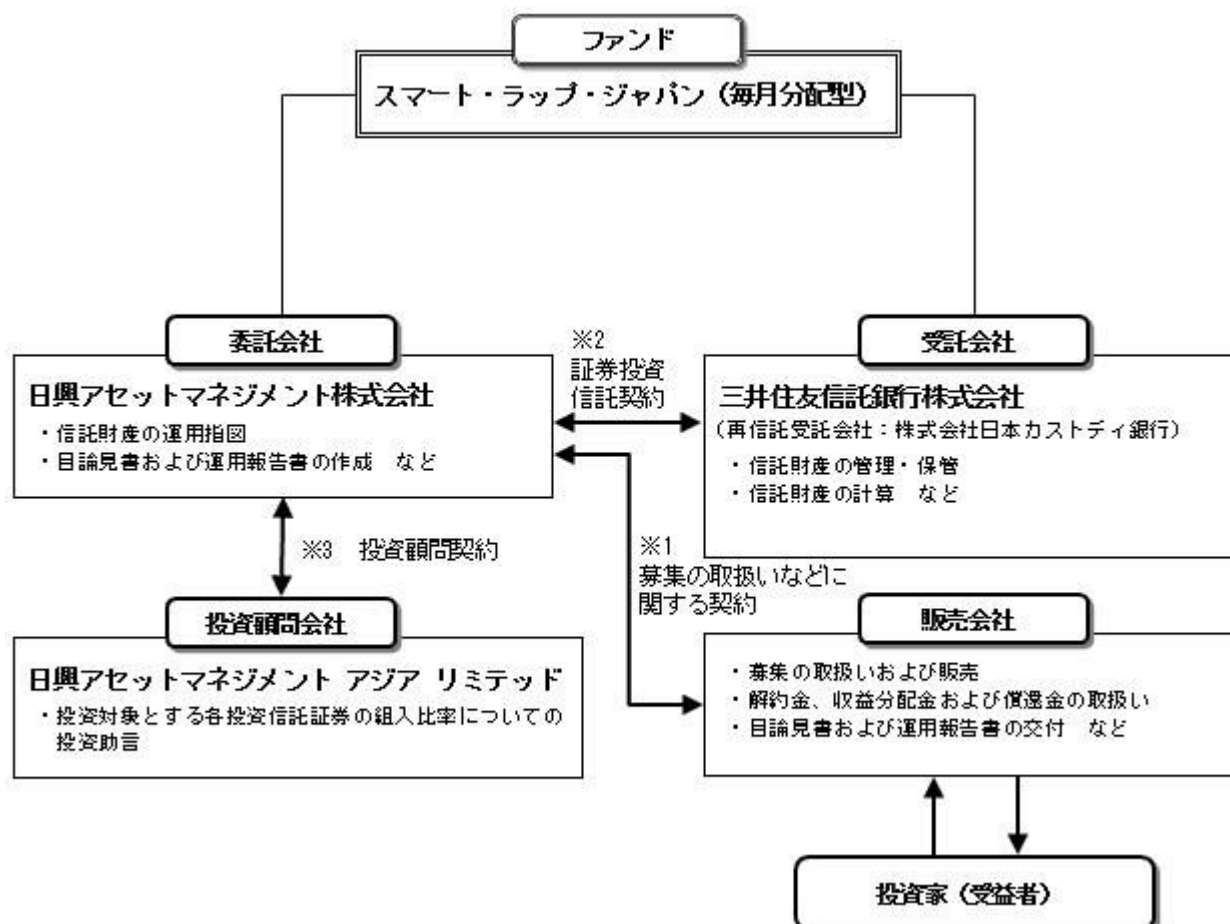 ファンド
スマート・ラップ・ジャパン（毎月分配型）
委託会社
日興アセットマネジメント株式会社
・信託財産の運用指図
・目論見書および運用報告書の作成　など
※2
証券投資
信託契約
受託会社
三井住友信託銀行株式会社
（再信託受託会社：株式会社日本カストディ銀行）
・信託財産の管理・保管
・信託財産の計算　など
※3　投資顧問契約
※1
募集の取扱いなどに
関する契約
投資顧問会社
日興アセットマネジメント アジア リミテッド
・投資対象とする各投資信託証券の組入比率についての
投資助言
販売会社
・募集の取扱いおよび販売
・解約金、収益分配金および償還金の取扱い
・目論見書および運用報告書の交付　など
投資家（受益者）